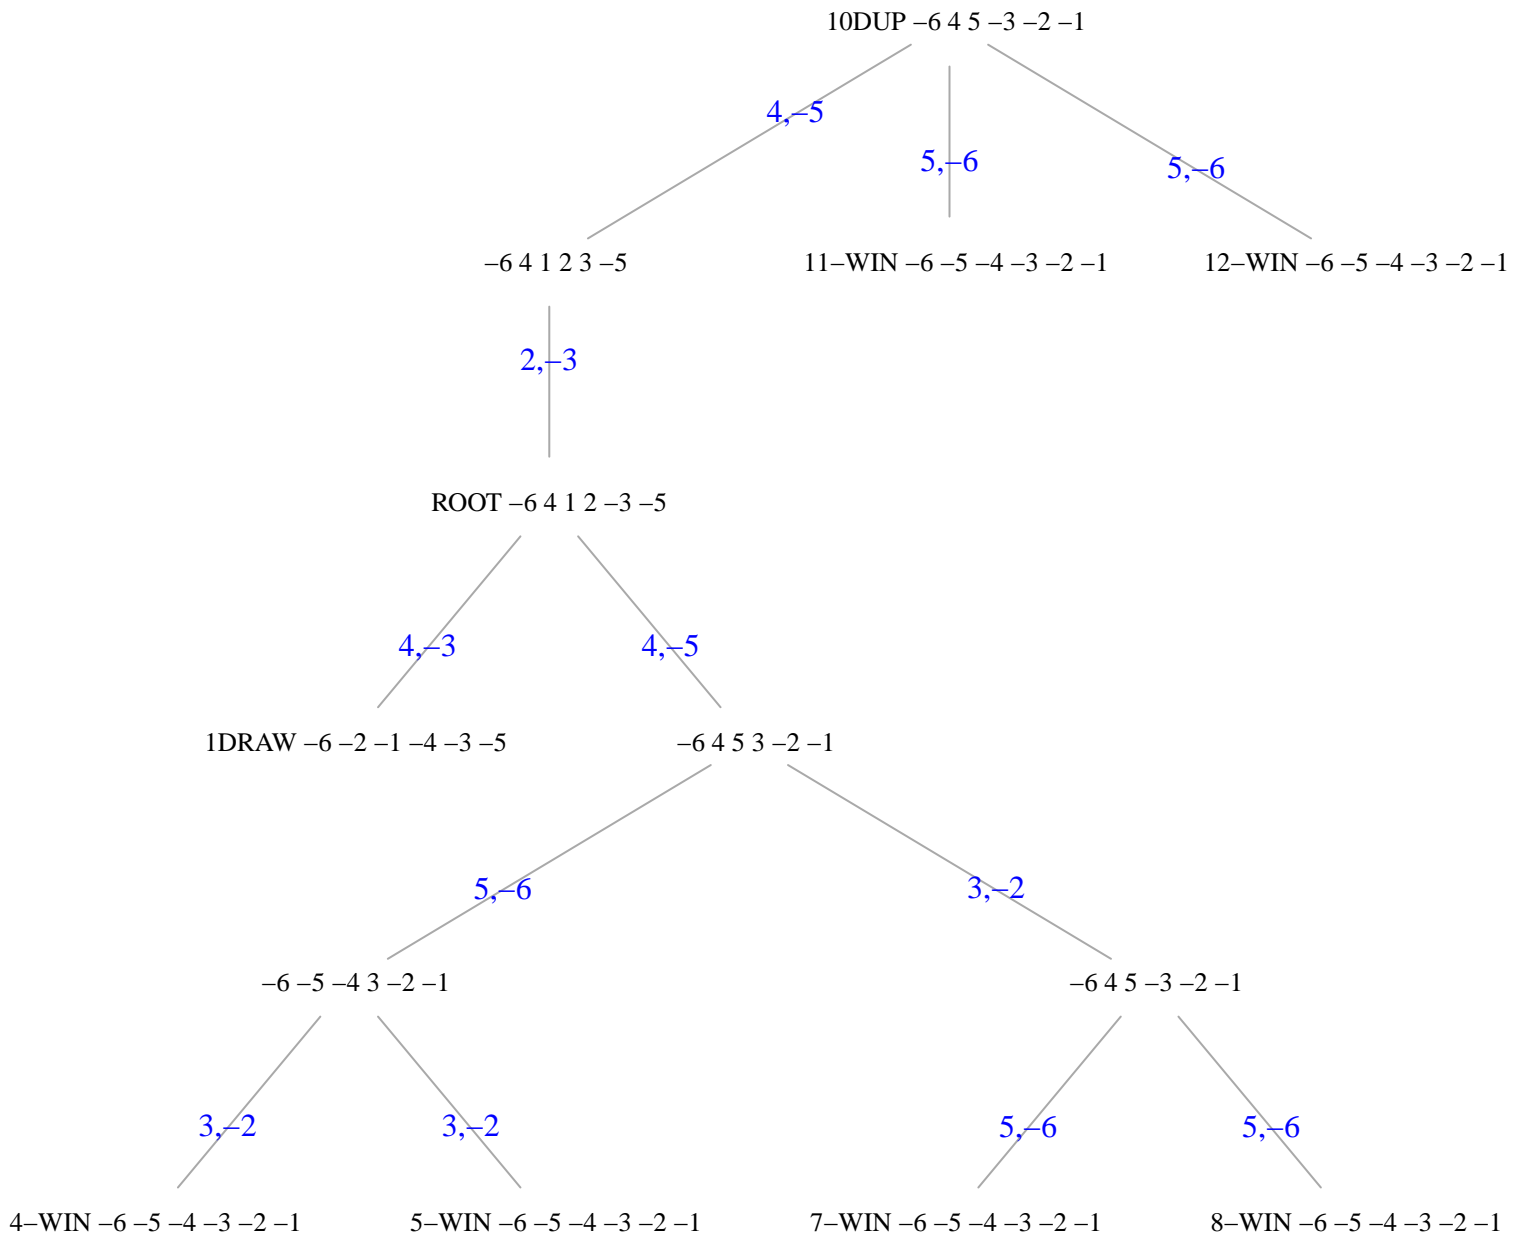 10DUP –6 4 5 –3 –2 –1
4,–5
5,–6
5,–6
–6 4 1 2 3 –5
11–WIN –6 –5 –4 –3 –2 –1
12–WIN –6 –5 –4 –3 –2 –1
2,–3
ROOT –6 4 1 2 –3 –5
4,–3
4,–5
1DRAW –6 –2 –1 –4 –3 –5
–6 4 5 3 –2 –1
5,–6
3,–2
–6 –5 –4 3 –2 –1
–6 4 5 –3 –2 –1
3,–2
3,–2
5,–6
5,–6
4–WIN –6 –5 –4 –3 –2 –1
5–WIN –6 –5 –4 –3 –2 –1
7–WIN –6 –5 –4 –3 –2 –1
8–WIN –6 –5 –4 –3 –2 –1